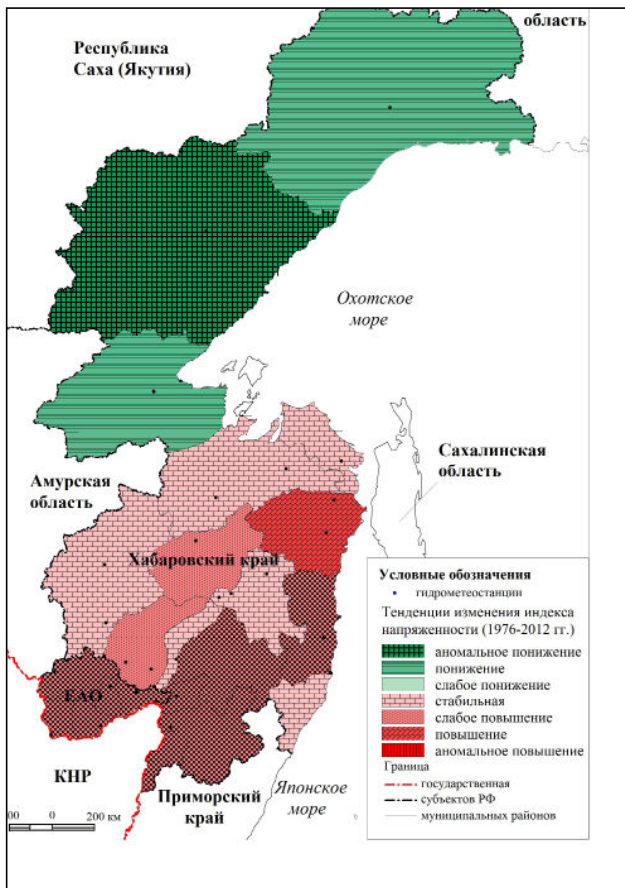 область
Республика
Саха (Якутия)
Охотское
море
Сахалинская
область
Амурская
область
Хабаровский край
ЕАО
КНР
Приморский
край
Японское
море
00 0 200 км
Условные обозначения
гидрометеостанции
Тенденции изменения индекса
напряженности (1976-2012 гг.)
аномальное понижение
понижение
слабое понижение
стабильная
слабое повышение
повышение
аномальное повышение
Граница
государственная
субъектов РФ
муниципальных районов